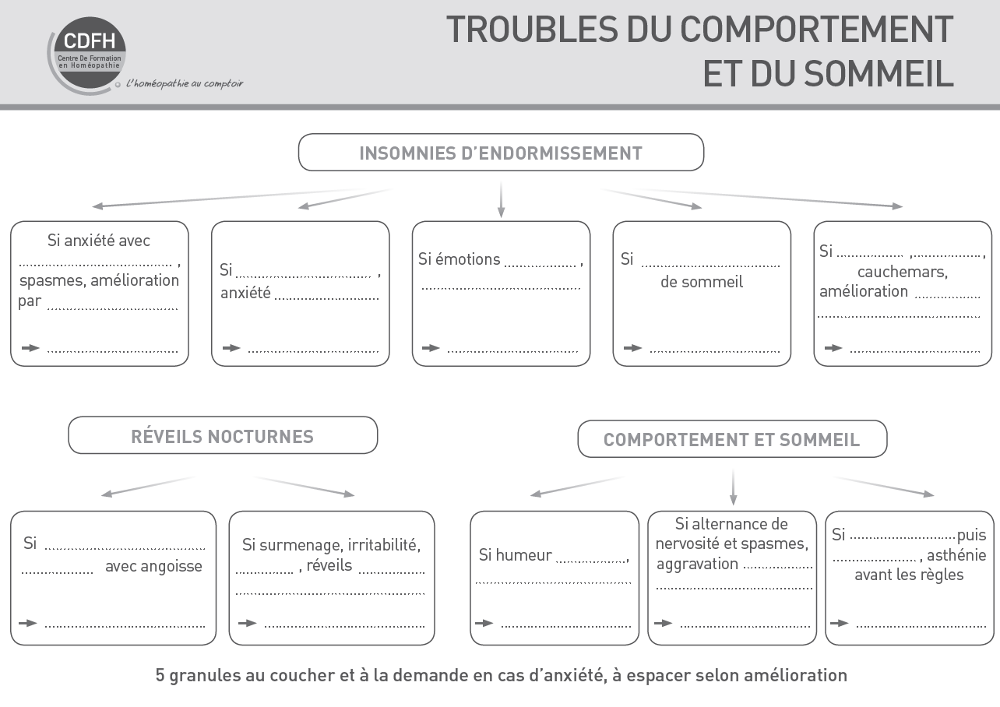 CDFH
Centre De Formation
en Homéopathie
l'homéopathie au comptoir
TROUBLES DU COMPORTEMENT
ET DU SOMMEIL
INSOMNIES D'ENDORMISSEMENT
Si anxiété avec
.............................. ,
spasmes, amélioration
par ..............................
..............................
Si .............................. ,
anxiété ..............................
..............................
Si émotions .............................. ,
..............................
..............................
Si ..............................
de sommeil
..............................
Si .............................. ,..............................,
cauchemars,
amélioration ..............................
..............................
..............................
RÉVEILS NOCTURNES
Si ..............................
.............................. avec angoisse
..............................
Si surmenage, irritabilité,
.............................. , réveils ..............................
..............................
..............................
COMPORTEMENT ET SOMMEIL
Si humeur ..............................,
..............................
..............................
Si alternance de
nervosité et spasmes,
aggravation ..............................
..............................
..............................
Si ..............................puis
.............................. , asthénie
avant les règles
..............................
5 granules au coucher et à la demande en cas d'anxiété, à espacer selon amélioration